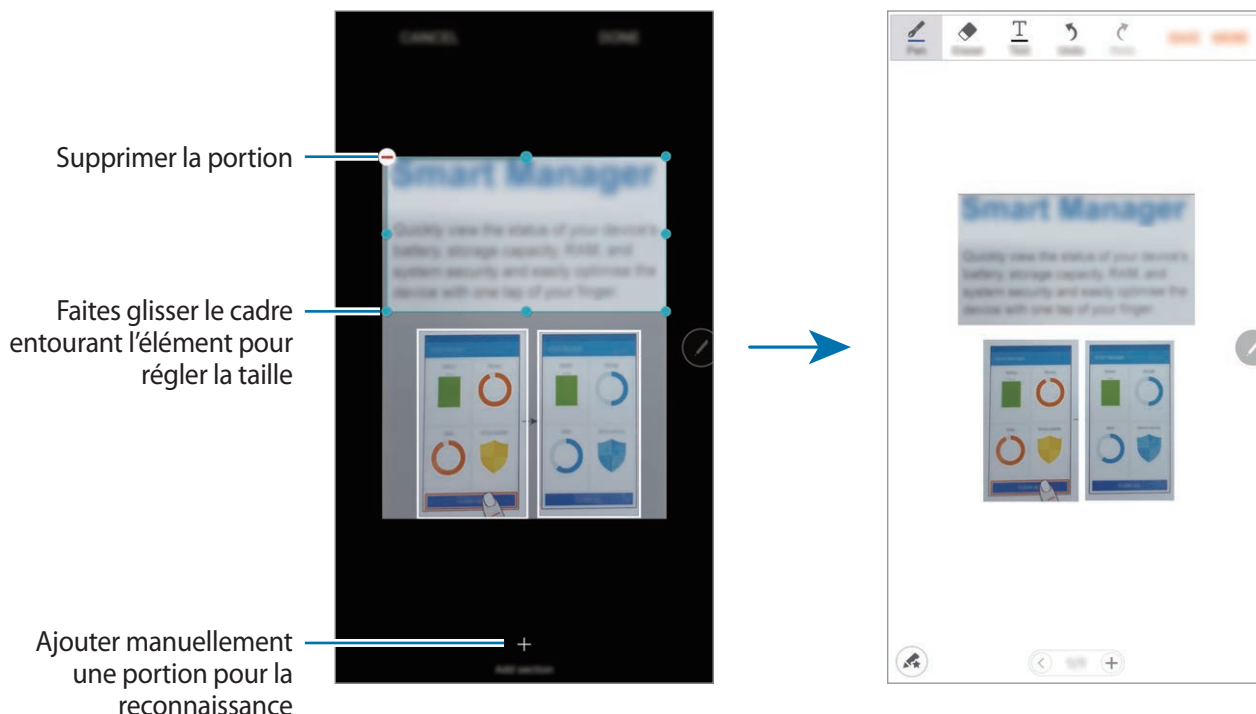 CANCEL
DONE
Supprimer la portion
Smart Manager
Quickly view the status of your device's
battery, storage capacity, RAM, and
system security and easily optimise the
device with one tap of your finger.
Faites glisser le cadre
entourant l'élément pour
régler la taille
Ajouter manuellement
une portion pour la
reconnaissance
Add section
Pen
Eraser
T
Text
Undo
Redo
Smart Manager
Quickly view the status of your device's
battery, storage capacity, RAM, and
system security and easily optimise the
device with one tap of your finger.